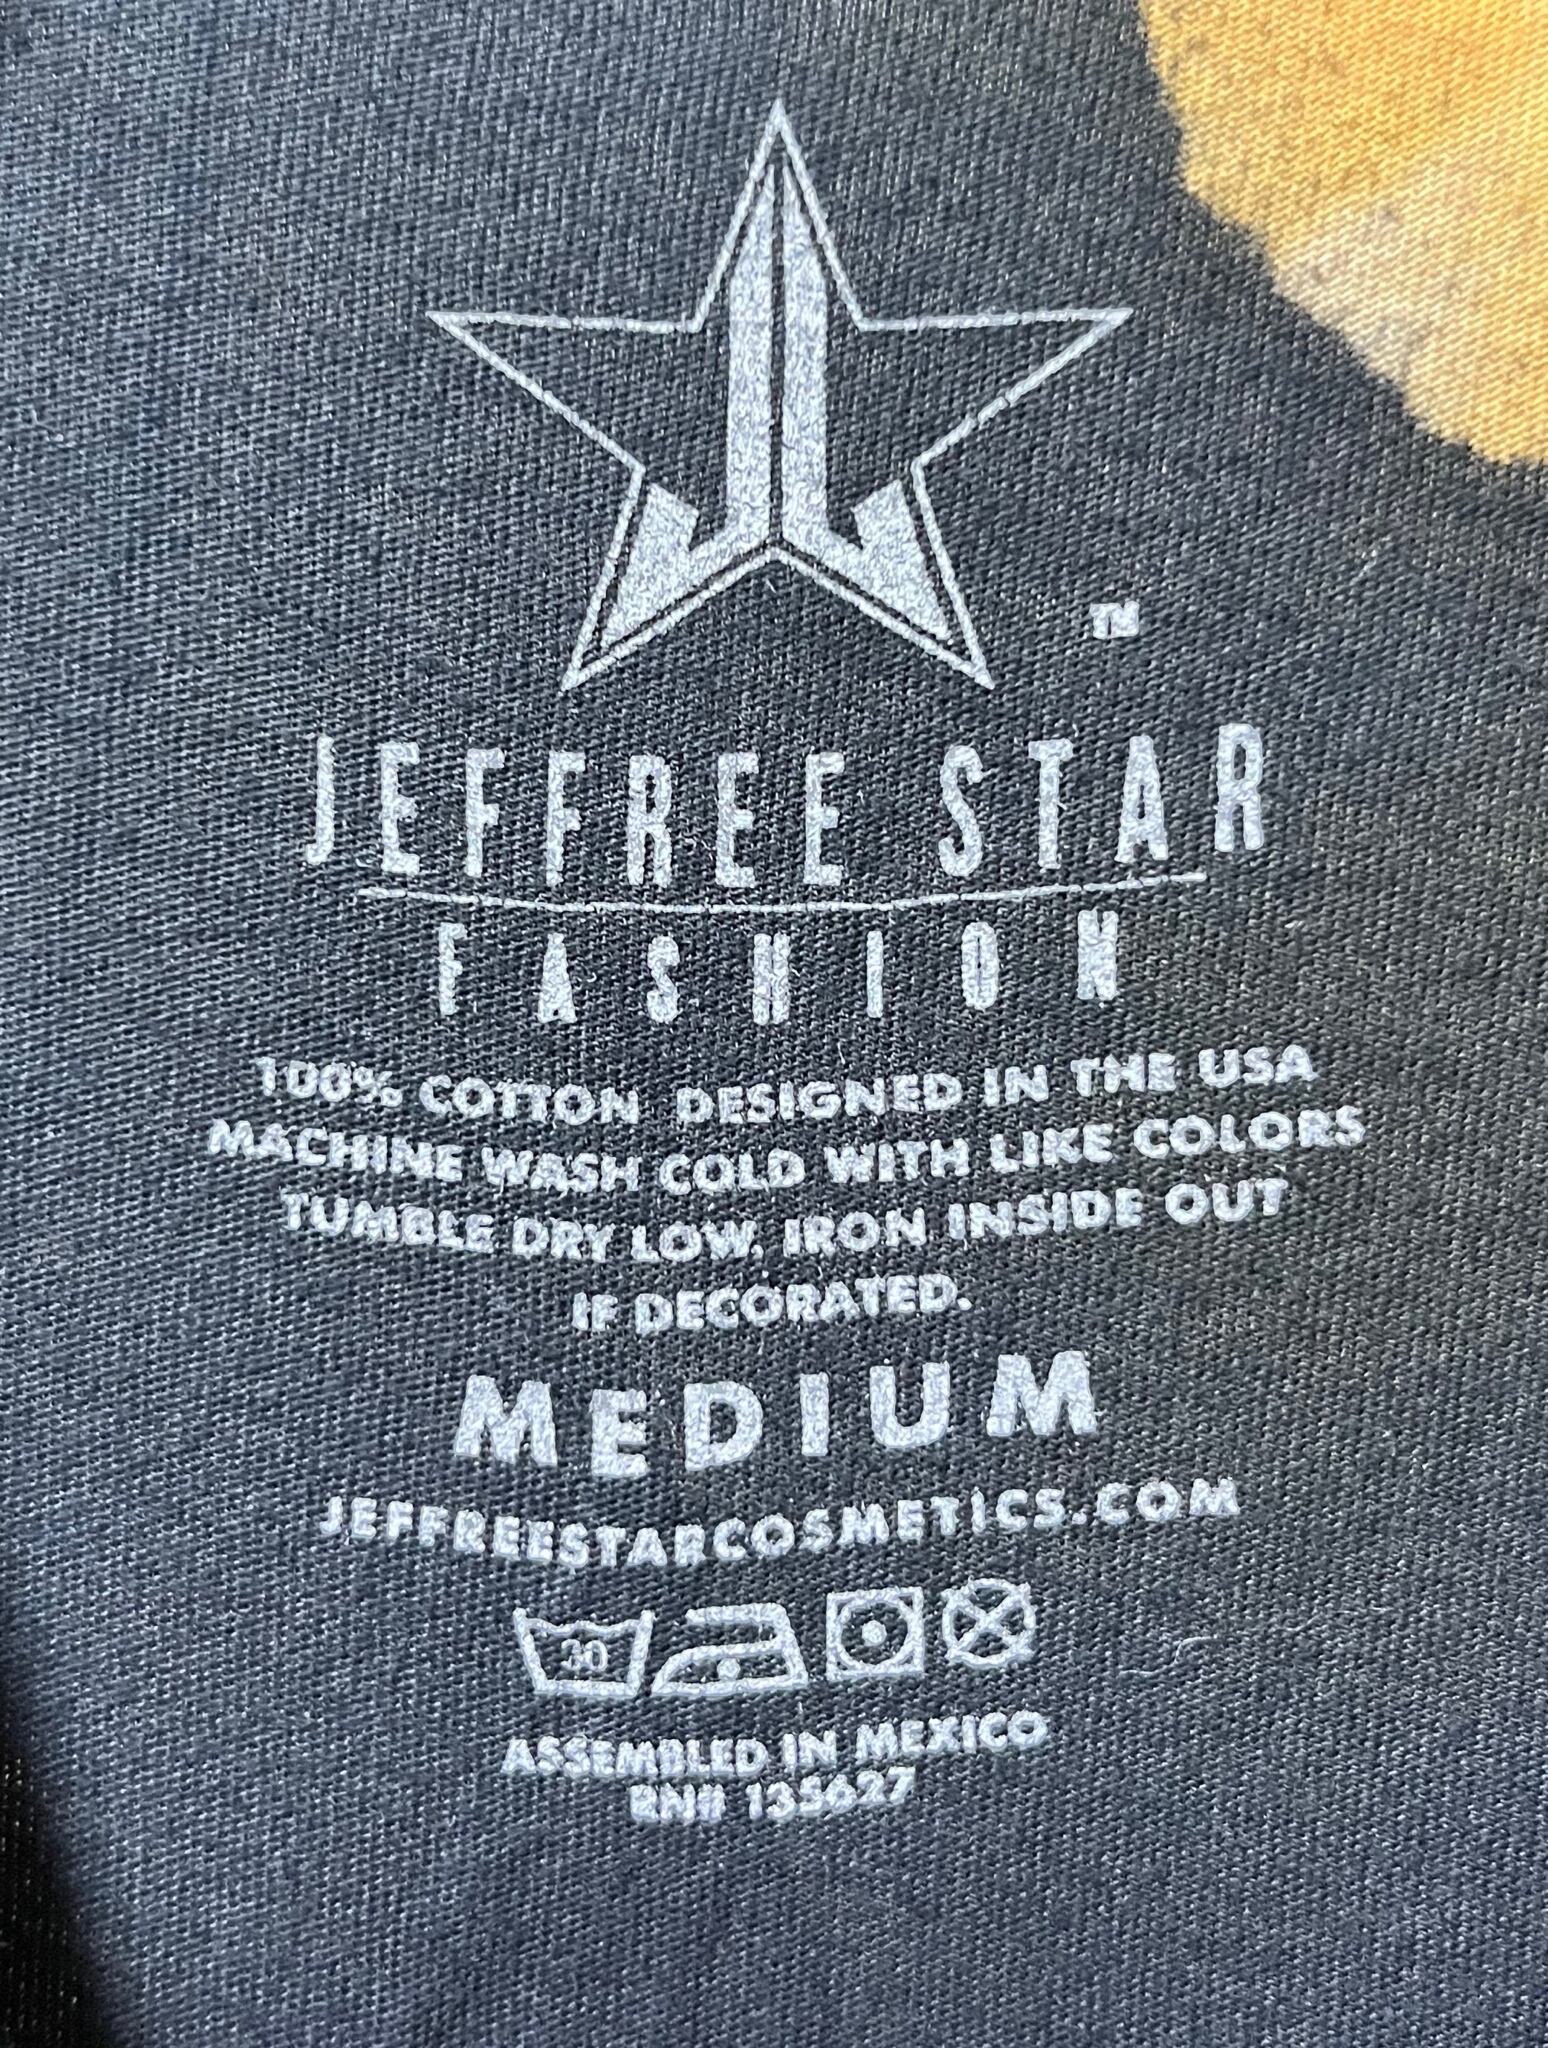 TM
JEFFREE STAR
FASHION
100% COTTON DESIGNED IN THE USA
MACHINE WASH COLD WITH LIKE COLORS
TUMBLE DRY LOW. IRON INSIDE OUT
IF DECORATED.
MEDIUM
JEFFREESTARCOSMETICS.COM
30
ASSEMBLED IN MEXICO
RN# 135627